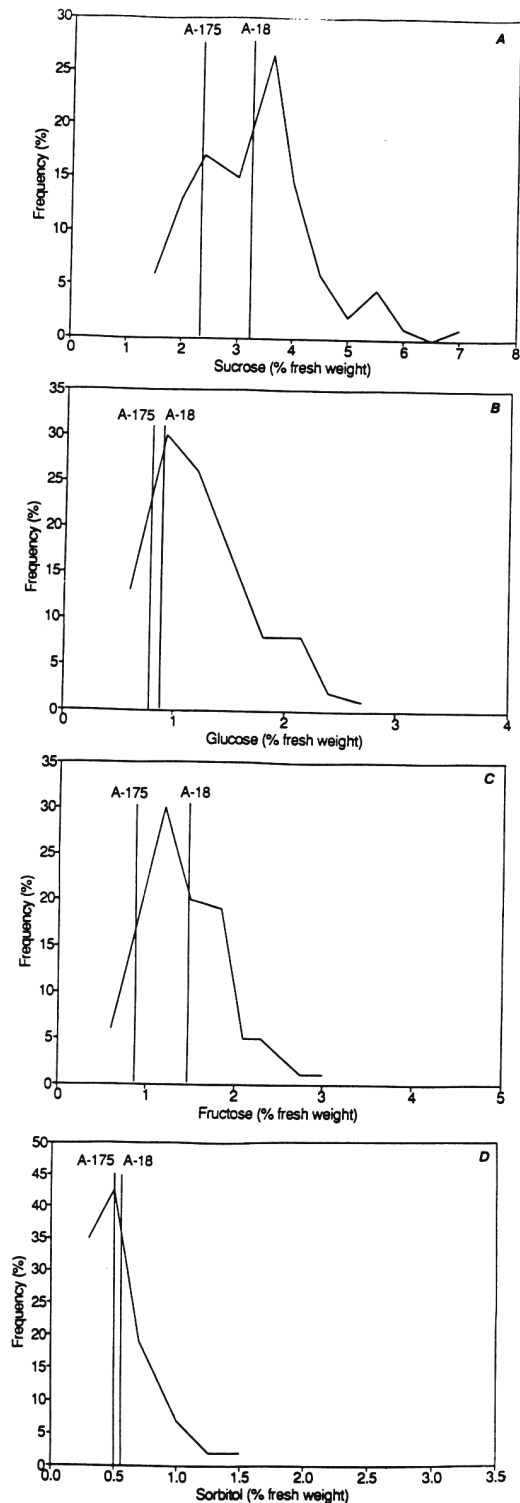 30
A-175 A-18
A
25
20
15
10
5
0
Frequency (%)
0 1 2 3 4 5 6 7 8
Sucrose (% fresh weight)
35
A-175 A-18
B
30
25
20
15
10
5
0
Frequency (%)
0 1 2 3 4
Glucose (% fresh weight)
35
A-175 A-18
C
30
25
20
15
10
5
0
Frequency (%)
0 1 2 3 4 5
Fructose (% fresh weight)
50
A-175 A-18
D
45
40
35
30
25
20
15
10
5
0
Frequency (%)
0.0 0.5 1.0 1.5 2.0 2.5 3.0 3.5
Sorbitol (% fresh weight)